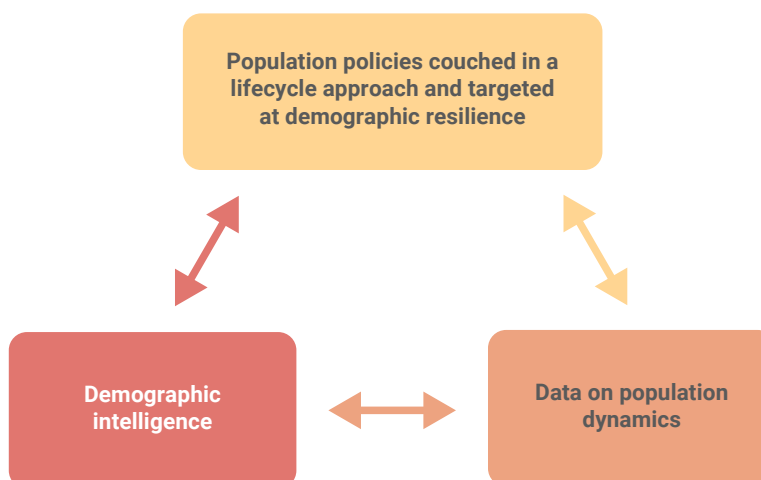 Population policies couched in a
lifecycle approach and targeted
at demographic resilience
Demographic
intelligence
Data on population
dynamics